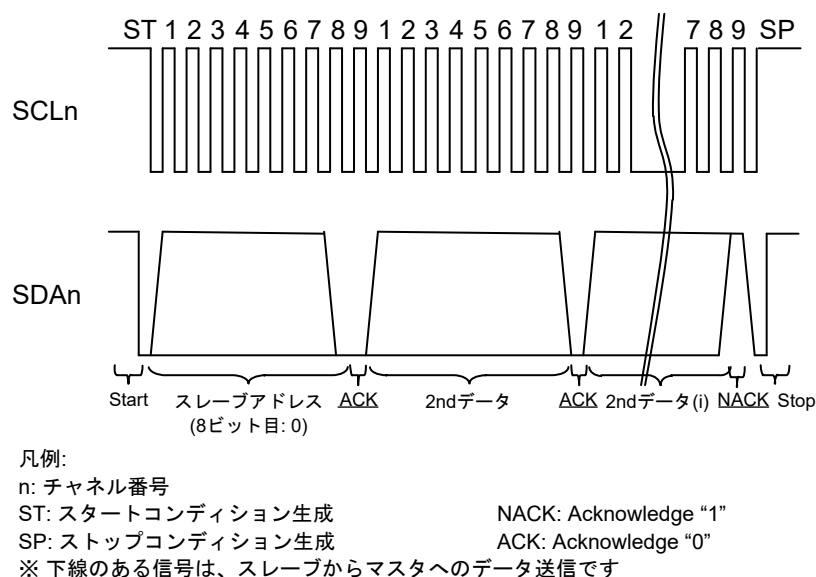 ST 1 2 3 4 5 6 7 8 9 1 2 3 4 5 6 7 8 9 1 2 7 8 9 SP
SCLn
SDAn
Start スレーブアドレス ACK 2ndデータ ACK 2ndデータ(i) NACK Stop
(8ビット目: 0)
凡例:
n: チャネル番号
ST: スタートコンディション生成 NACK: Acknowledge “1”
SP: ストップコンディション生成 ACK: Acknowledge “0”
※ 下線のある信号は、スレーブからマスタへのデータ送信です